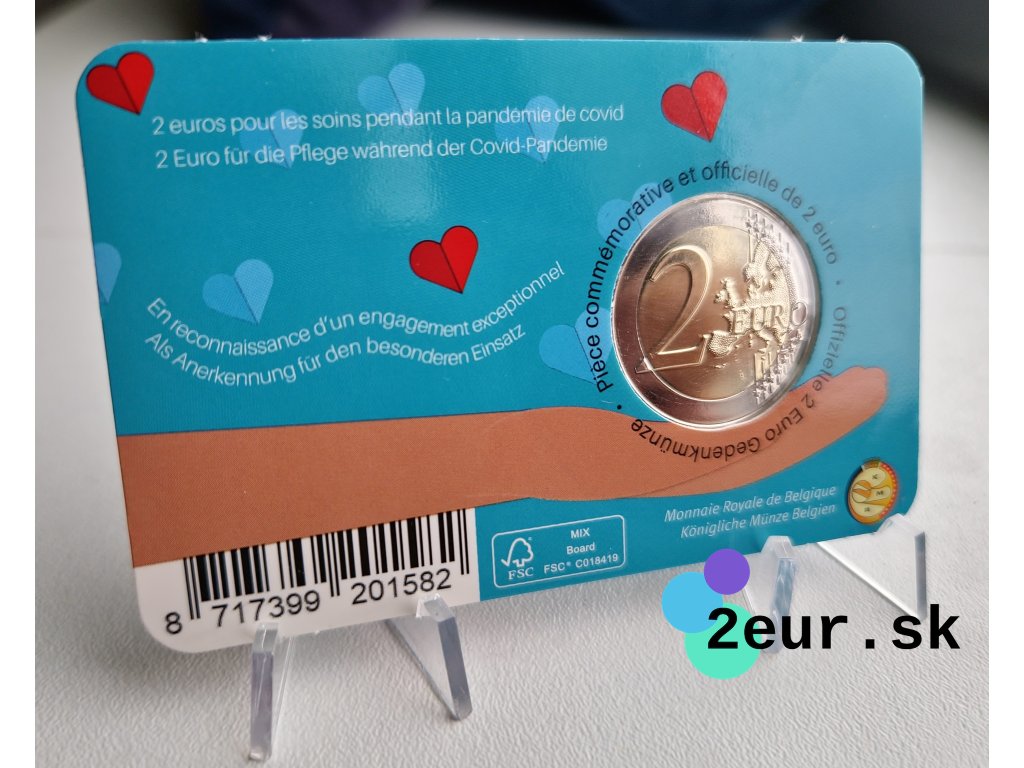 2 euros pour les soins pendant la pandémie de covid
2 Euro für die Pflege während der Covid-Pandemie
En reconnaissance d'un engagement exceptionnel
Als Anerkennung für den besonderen Einsatz
Pièce commémorative et officielle de 2 euro •
Offizielle 2 Euro Gedenkmünze •
2 EURO
Monnaie Royale de Belgique
Königliche Münze Belgien
FSC
MIX
Board
FSC® C018419
8 717399 201582
2eur.sk